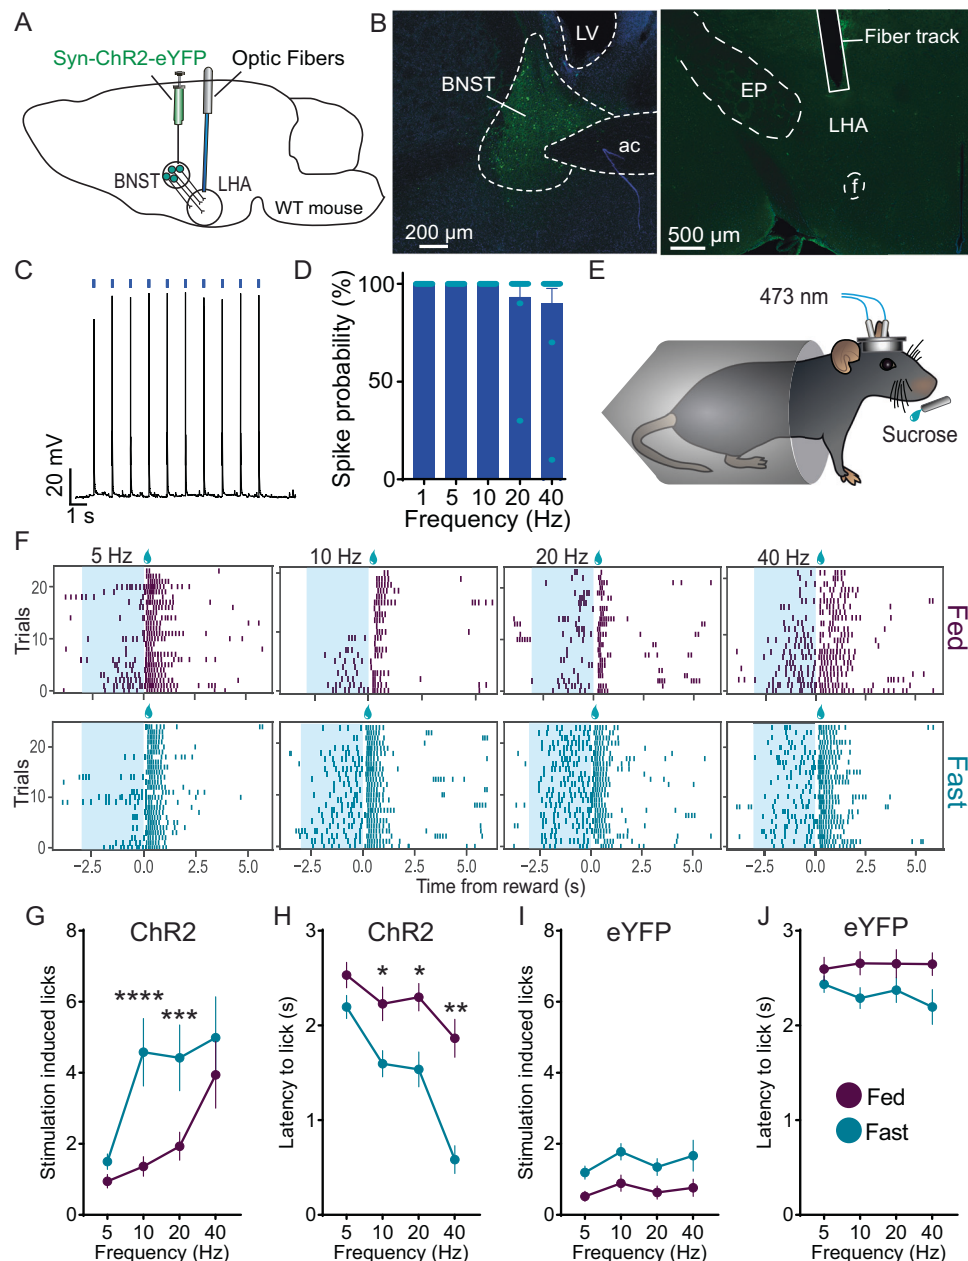 A
Syn-ChR2-eYFP
Optic Fibers
BNST
LHA
WT mouse
B
LV
BNST
ac
200 µm
Fiber track
EP
LHA
f
500 µm
C
20 mV
1 s
D
Spike probability (%)
100
50
0
1 5 10 20 40
Frequency (Hz)
E
473 nm
Sucrose
F
5 Hz
10 Hz
20 Hz
40 Hz
Trials
20
10
0
Fed
Trials
20
10
0
Fast
−2.5 0.0 2.5 5.0
−2.5 0.0 2.5 5.0
−2.5 0.0 2.5 5.0
−2.5 0.0 2.5 5.0
Time from reward (s)
G
ChR2
Stimulation induced licks
8
6
4
2
0
****
***
5 10 20 40
Frequency (Hz)
H
ChR2
Latency to lick (s)
3
2
1
0
*
*
**
5 10 20 40
Frequency (Hz)
I
eYFP
Stimulation induced licks
8
6
4
2
0
5 10 20 40
Frequency (Hz)
J
eYFP
Latency to lick (s)
3
2
1
0
Fed
Fast
5 10 20 40
Frequency (Hz)